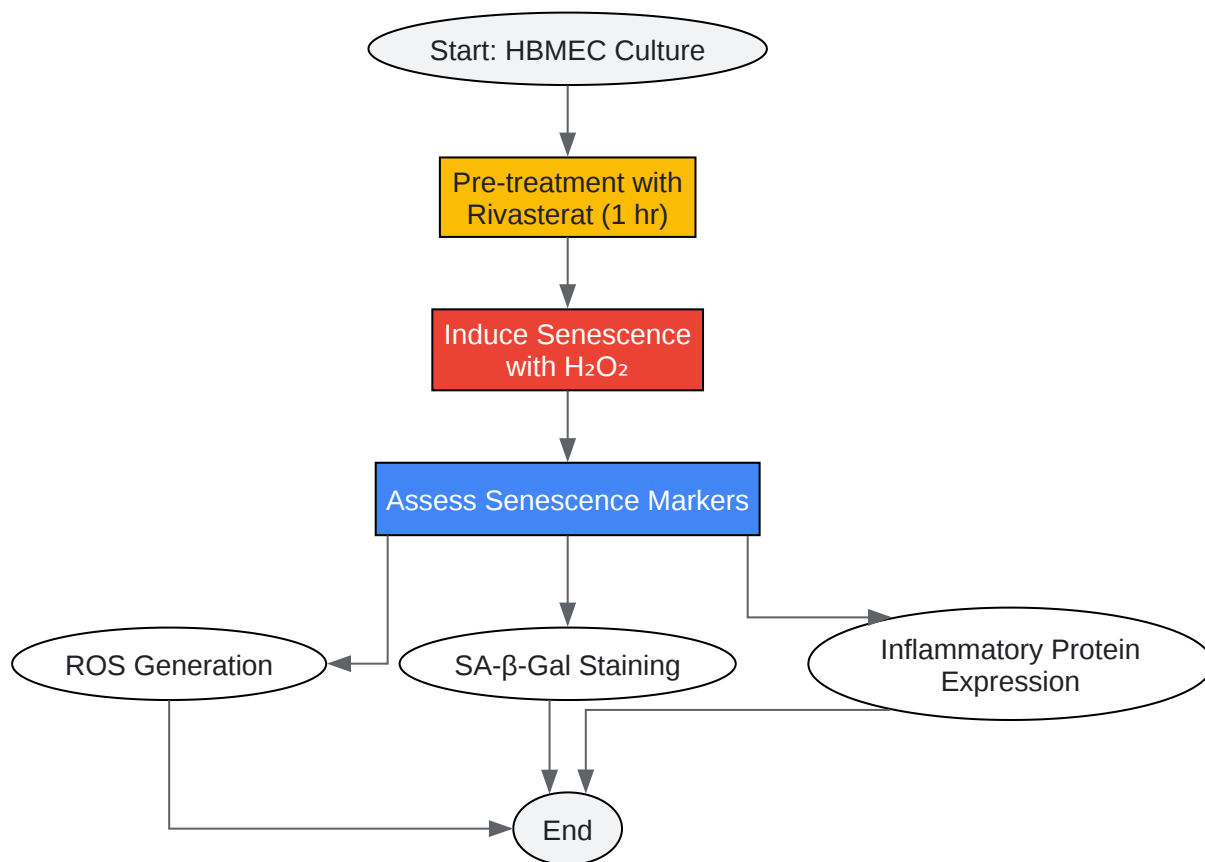 Start: HBMEC Culture
Pre-treatment with
Rivasterat (1 hr)
Induce Senescence
with H₂O₂
Assess Senescence Markers
ROS Generation
SA-β-Gal Staining
Inflammatory Protein
Expression
End